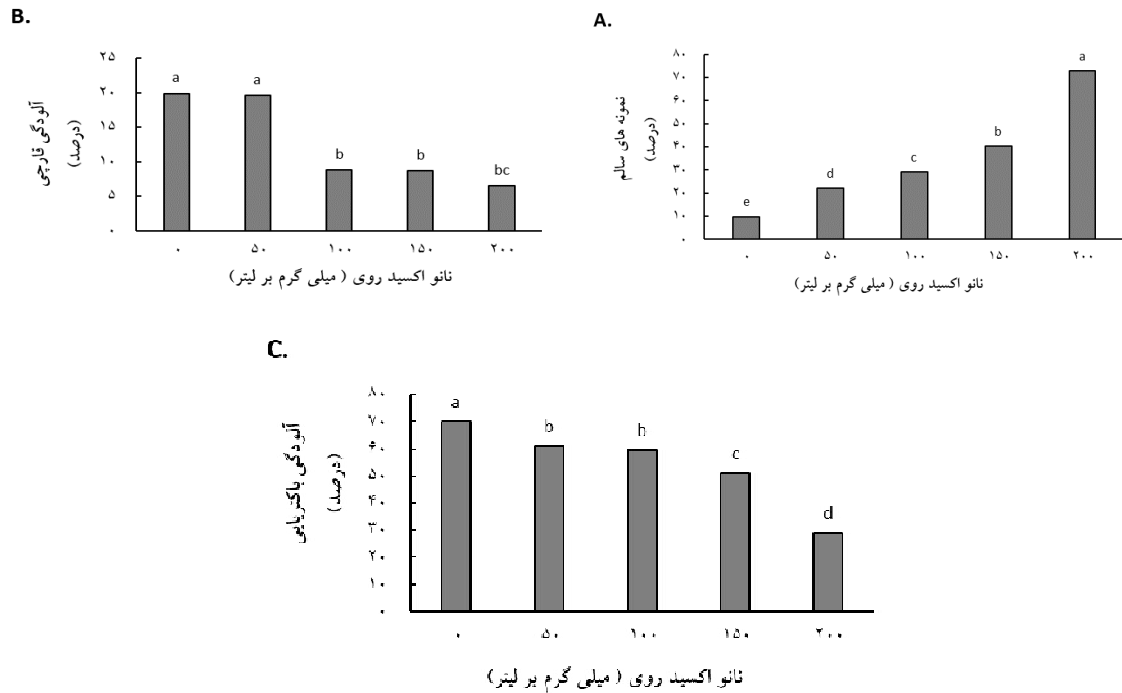 B.
آلودگی قارچی
(درصد)
۲۵
۲۰
۱۵
۱۰
۵
۰
a
a
b
b
bc
۰ ۵۰ ۱۰۰ ۱۵۰ ۲۰۰
نانو اکسید روی ( میلی گرم بر لیتر)
A.
نمونه های سالم
(درصد)
۸۰
۷۰
۶۰
۵۰
۴۰
۳۰
۲۰
۱۰
۰
e
d
c
b
a
۰ ۵۰ ۱۰۰ ۱۵۰ ۲۰۰
نانو اکسید روی ( میلی گرم بر لیتر)
C.
آلودگی باکتریایی
(درصد)
۸۰
۷۰
۶۰
۵۰
۴۰
۳۰
۲۰
۱۰
۰
a
b
b
c
d
۰ ۵۰ ۱۰۰ ۱۵۰ ۲۰۰
نانو اکسید روی ( میلی گرم بر لیتر)